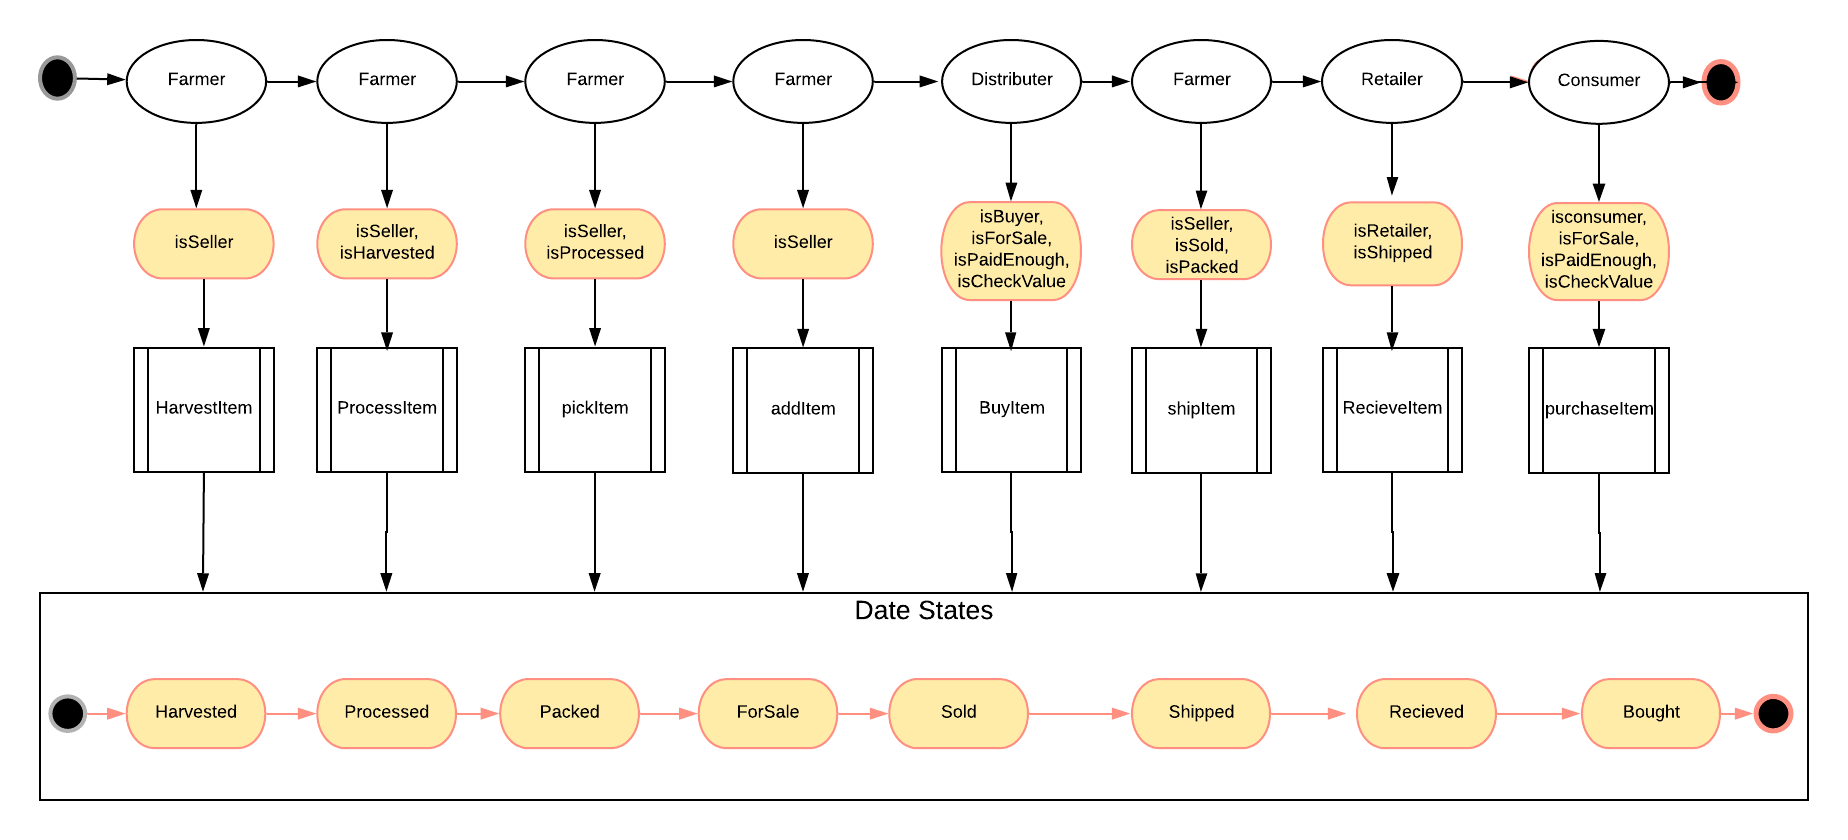 Farmer
Farmer
Farmer
Farmer
Distributer
Farmer
Retailer
Consumer
isSeller
isSeller,
isHarvested
isSeller,
isProcessed
isSeller
isBuyer,
isForSale,
isPaidEnough,
isCheckValue
isSeller,
isSold,
isPacked
isRetailer,
isShipped
isconsumer,
isForSale,
isPaidEnough,
isCheckValue
HarvestItem
ProcessItem
pickItem
addItem
BuyItem
shipItem
RecieveItem
purchaseItem
Date States
Harvested
Processed
Packed
ForSale
Sold
Shipped
Recieved
Bought